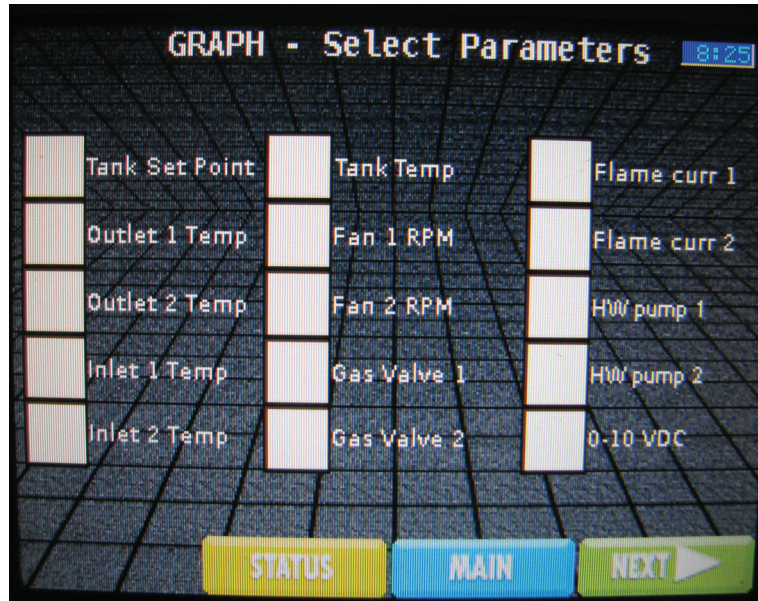 GRAPH - Select Parameters 8:25
Tank Set Point Tank Temp Flame curr 1
Outlet 1 Temp Fan 1 RPM Flame curr 2
Outlet 2 Temp Fan 2 RPM HW pump 1
Inlet 1 Temp Gas Valve 1 HW pump 2
Inlet 2 Temp Gas Valve 2 0-10 VDC
STATUS MAIN NEXT